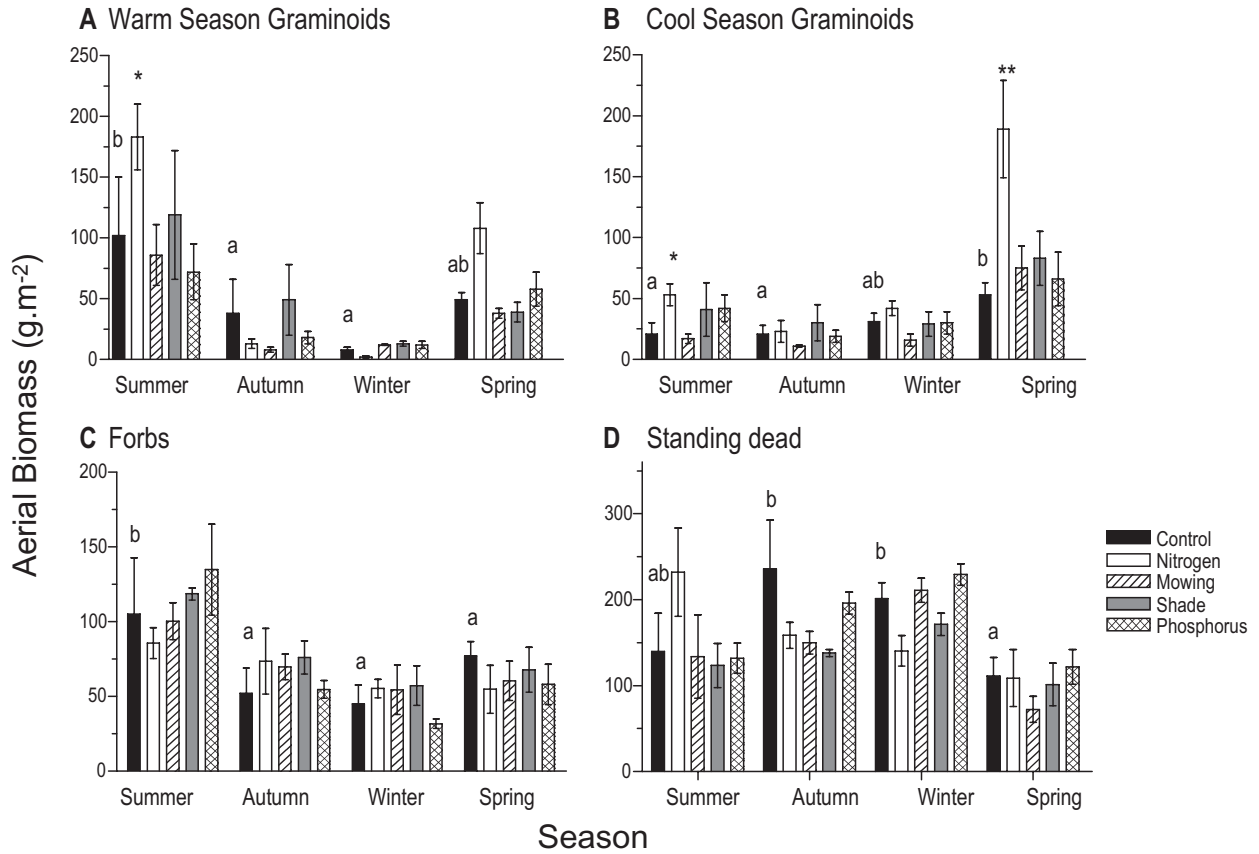 A Warm Season Graminoids
250
200
150
100
50
0
b
*
a
a
ab
Summer Autumn Winter Spring
B Cool Season Graminoids
250
200
150
100
50
0
a
*
a
ab
b
**
Summer Autumn Winter Spring
Aerial Biomass (g.m-2)
C Forbs
200
150
100
50
0
b
a
a
a
Summer Autumn Winter Spring
D Standing dead
300
200
100
0
ab
b
b
a
Summer Autumn Winter Spring
Control
Nitrogen
Mowing
Shade
Phosphorus
Season